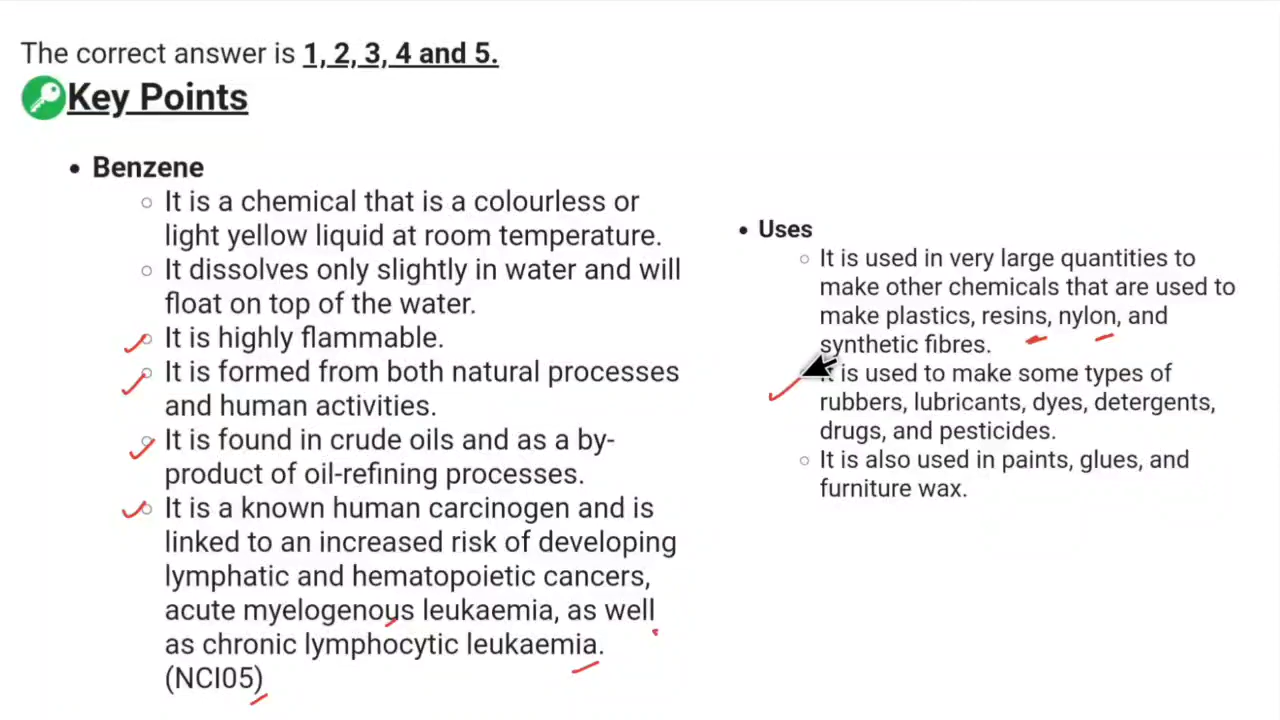 The correct answer is 1, 2, 3, 4 and 5.
Key Points
Benzene
It is a chemical that is a colourless or
light yellow liquid at room temperature.
It dissolves only slightly in water and will
float on top of the water.
It is highly flammable.
It is formed from both natural processes
and human activities.
It is found in crude oils and as a by-
product of oil-refining processes.
It is a known human carcinogen and is
linked to an increased risk of developing
lymphatic and hematopoietic cancers,
acute myelogenous leukaemia, as well
as chronic lymphocytic leukaemia.
(NCI05)
Uses
It is used in very large quantities to
make other chemicals that are used to
make plastics, resins, nylon, and
synthetic fibres.
It is used to make some types of
rubbers, lubricants, dyes, detergents,
drugs, and pesticides.
It is also used in paints, glues, and
furniture wax.